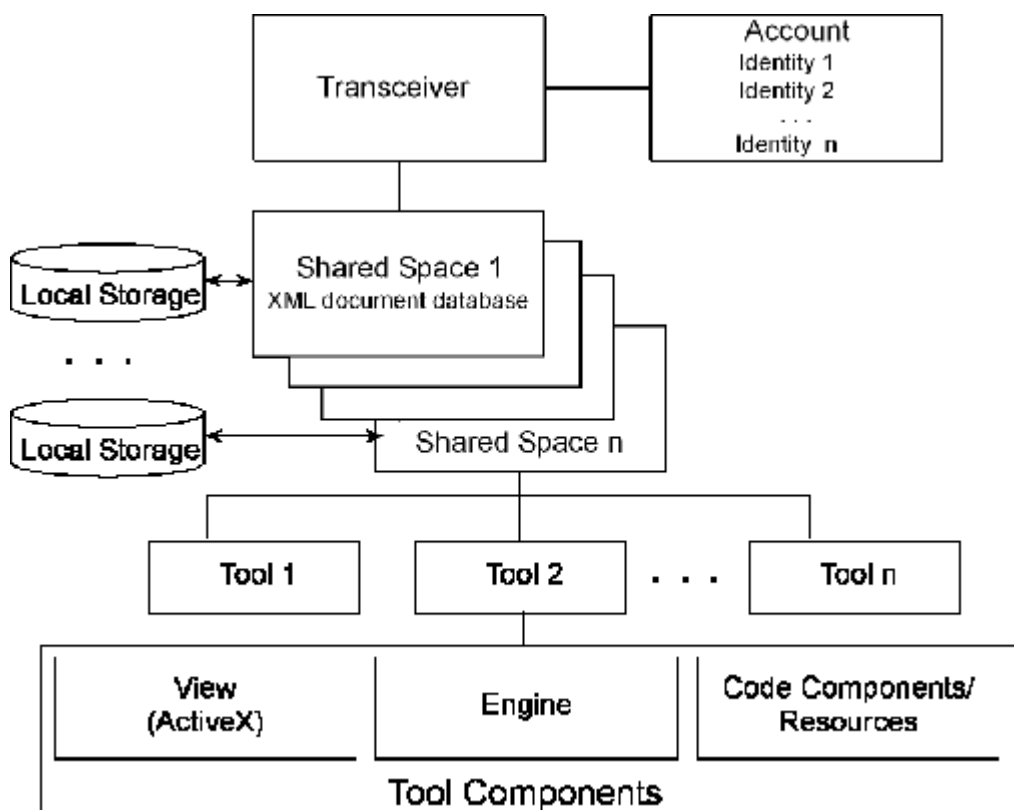 Transceiver
Account
Identity 1
Identity 2
. . .
Identity n
Shared Space 1
XML document database
Local Storage
. . .
Local Storage
Shared Space n
Tool 1
Tool 2
. . .
Tool n
View
(ActiveX)
Engine
Code Components/
Resources
Tool Components